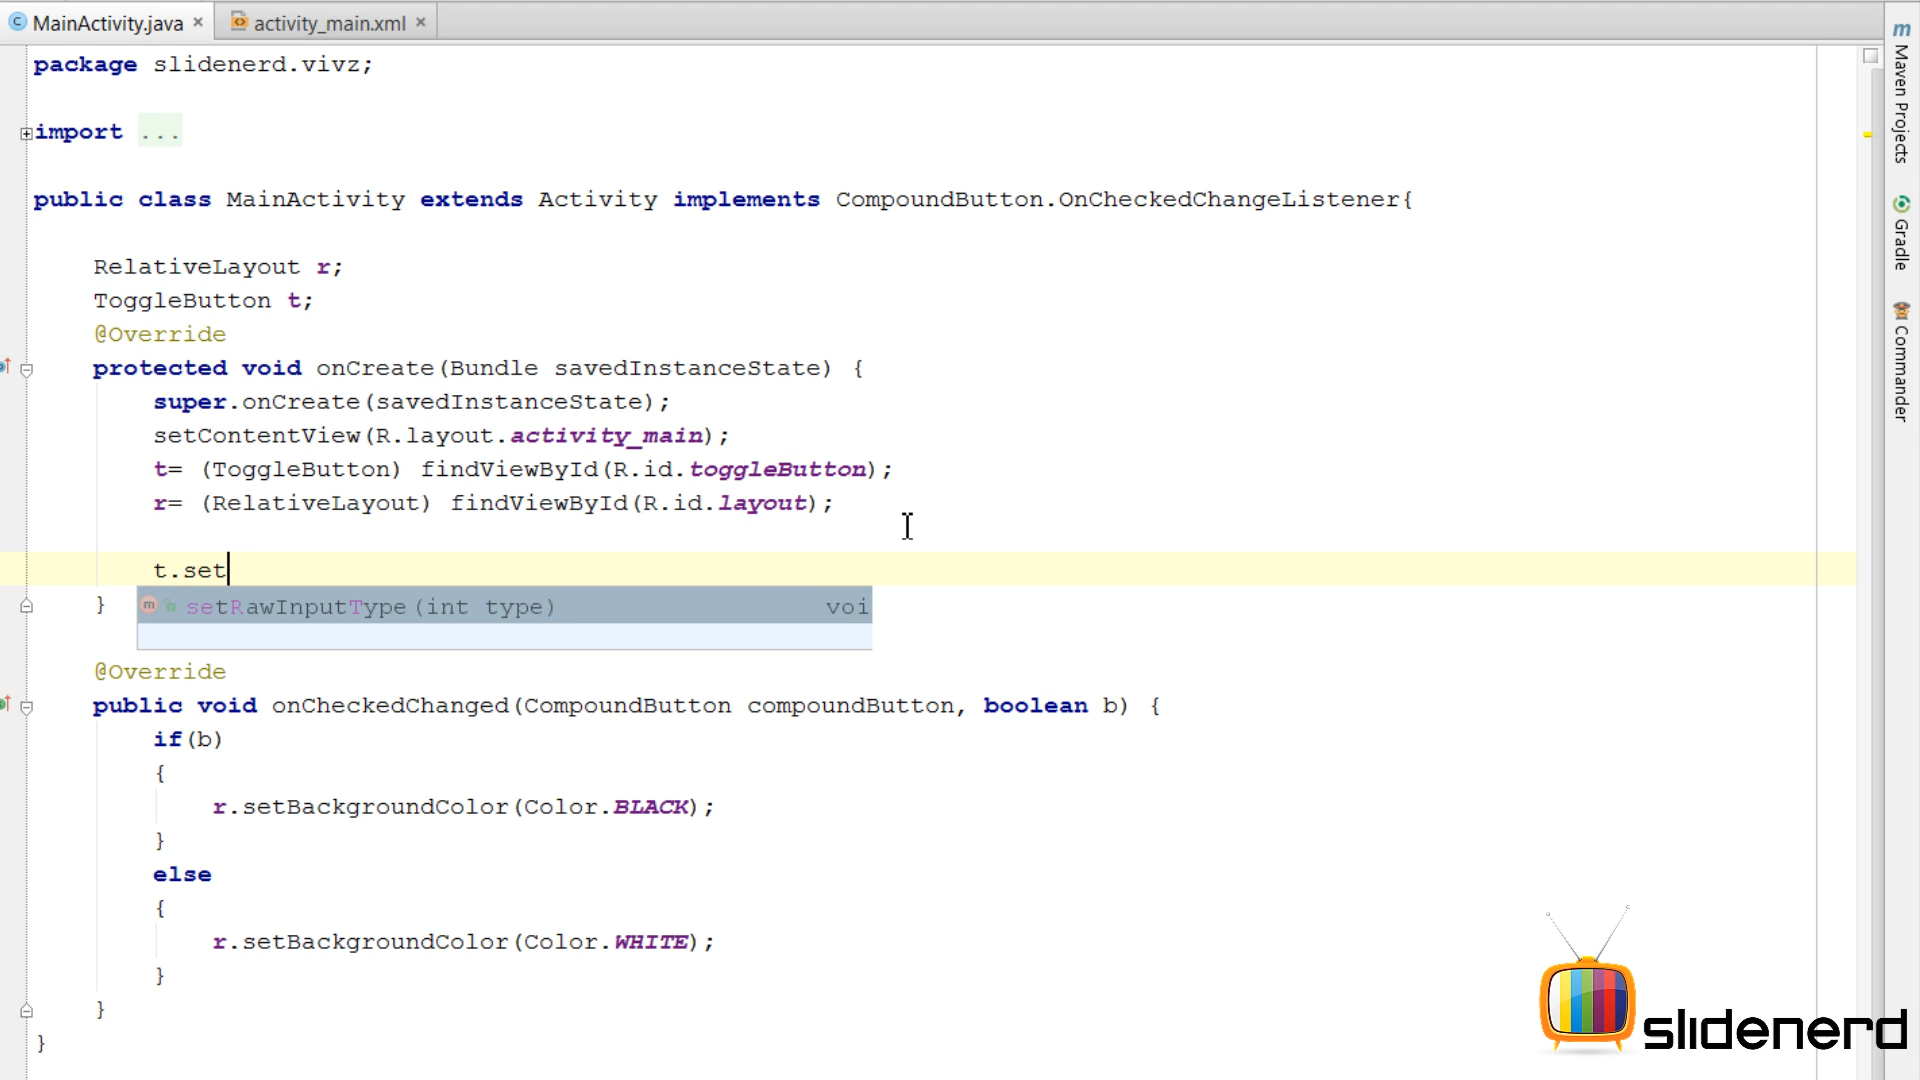 MainActivity.java
activity_main.xml
package slidenerd.vivz;
import ...
public class MainActivity extends Activity implements CompoundButton.OnCheckedChangeListener{
RelativeLayout r;
ToggleButton t;
@Override
protected void onCreate(Bundle savedInstanceState) {
super.onCreate(savedInstanceState);
setContentView(R.layout.activity_main);
t= (ToggleButton) findViewById(R.id.toggleButton);
r= (RelativeLayout) findViewById(R.id.layout);
t.set
setRawInputType(int type) voi
}
@Override
public void onCheckedChanged(CompoundButton compoundButton, boolean b) {
if(b)
{
r.setBackgroundColor(Color.BLACK);
}
else
{
r.setBackgroundColor(Color.WHITE);
}
}
}
Maven Projects
Gradle
Commander
slidenerd